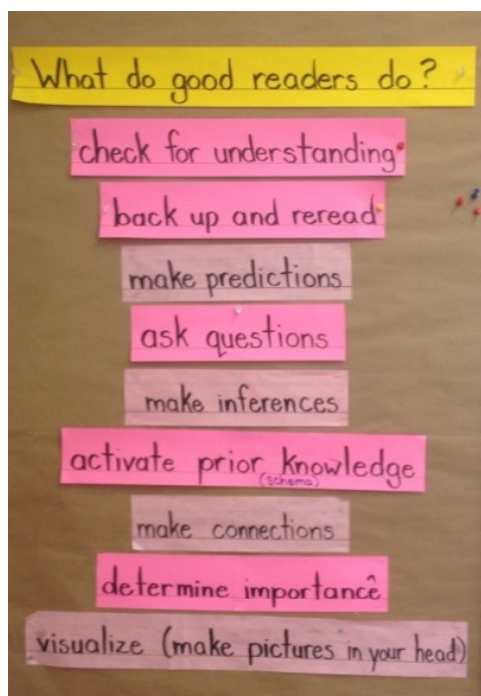 What do good readers do?
check for understanding
back up and reread
make predictions
ask questions
make inferences
activate prior knowledge
(schema)
make connections
determine importance
visualize (make pictures in your head)